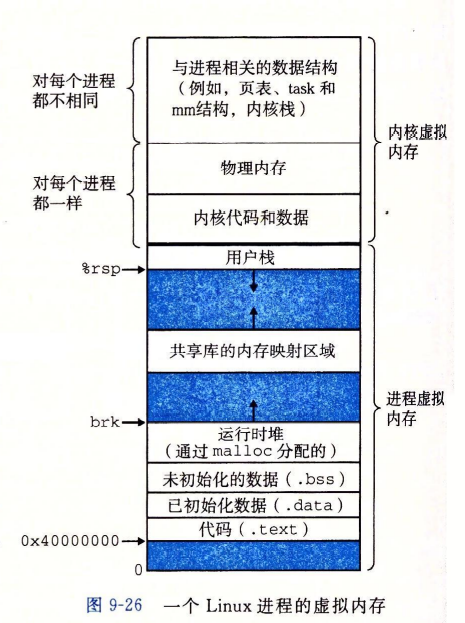 对每个进程
都不相同
与进程相关的数据结构
（例如，页表、task 和
mm结构，内核栈）
内核虚拟
内存
对每个进程
都一样
物理内存
内核代码和数据
用户栈
%rsp
共享库的内存映射区域
进程虚拟
内存
brk
运行时堆
（通过 malloc 分配的）
未初始化的数据（.bss）
已初始化数据（.data）
代码（.text）
0x40000000
0
图 9-26 一个 Linux 进程的虚拟内存